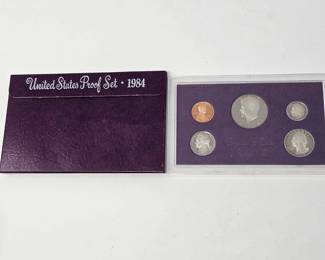 United States Proof Set • 1984